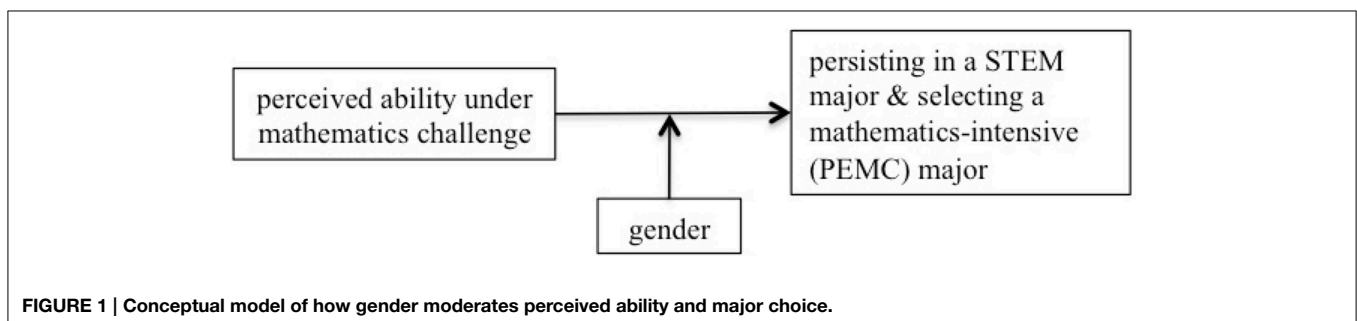 perceived ability under
mathematics challenge
persisting in a STEM
major & selecting a
mathematics-intensive
(PEMC) major
gender
FIGURE 1 | Conceptual model of how gender moderates perceived ability and major choice.